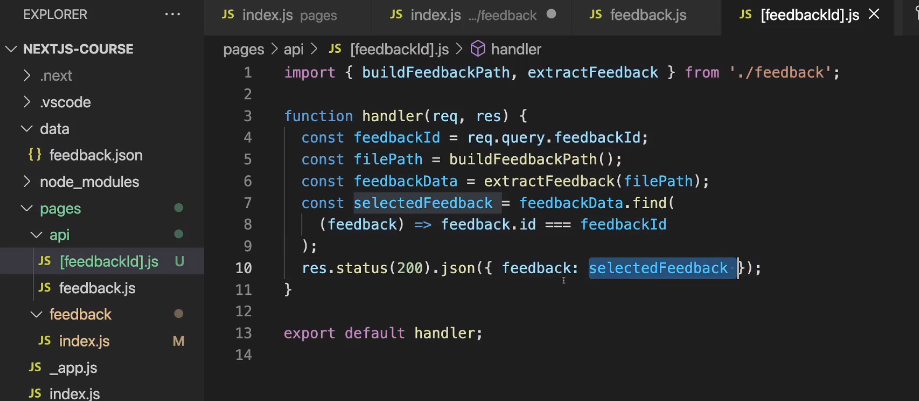 EXPLORER ...
JS index.js pages JS index.js .../feedback JS feedback.js JS [feedbackId].js
NEXTJS-COURSE
.next
.vscode
data
{} feedback.json
node_modules
pages
api
JS [feedbackId].js U
JS feedback.js
feedback
JS index.js M
JS _app.js
JS index.js
pages > api > JS [feedbackId].js > handler
1 import { buildFeedbackPath, extractFeedback } from './feedback';
2
3 function handler(req, res) {
4 const feedbackId = req.query.feedbackId;
5 const filePath = buildFeedbackPath();
6 const feedbackData = extractFeedback(filePath);
7 const selectedFeedback = feedbackData.find(
8 (feedback) => feedback.id === feedbackId
9 );
10 res.status(200).json({ feedback: selectedFeedback });
11 }
12
13 export default handler;
14